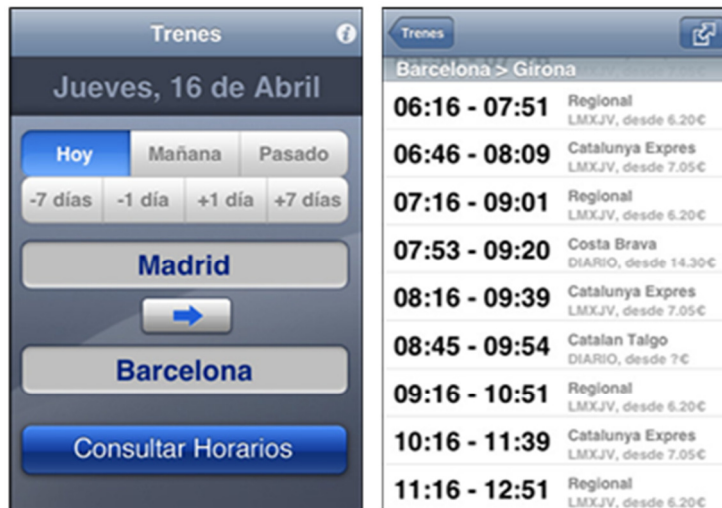 Trenes
Jueves, 16 de Abril
Hoy Mañana Pasado
-7 días -1 día +1 día +7 días
Madrid
Barcelona
Consultar Horarios
Trenes
Barcelona > Girona
06:16 - 07:51 Regional
LMXJV, desde 6.20€
06:46 - 08:09 Catalunya Expres
LMXJV, desde 7.05€
07:16 - 09:01 Regional
LMXJV, desde 6.20€
07:53 - 09:20 Costa Brava
DIARIO, desde 14.30€
08:16 - 09:39 Catalunya Expres
LMXJV, desde 7.05€
08:45 - 09:54 Catalan Talgo
DIARIO, desde ?€
09:16 - 10:51 Regional
LMXJV, desde 6.20€
10:16 - 11:39 Catalunya Expres
LMXJV, desde 7.05€
11:16 - 12:51 Regional
LMXJV, desde 6.20€